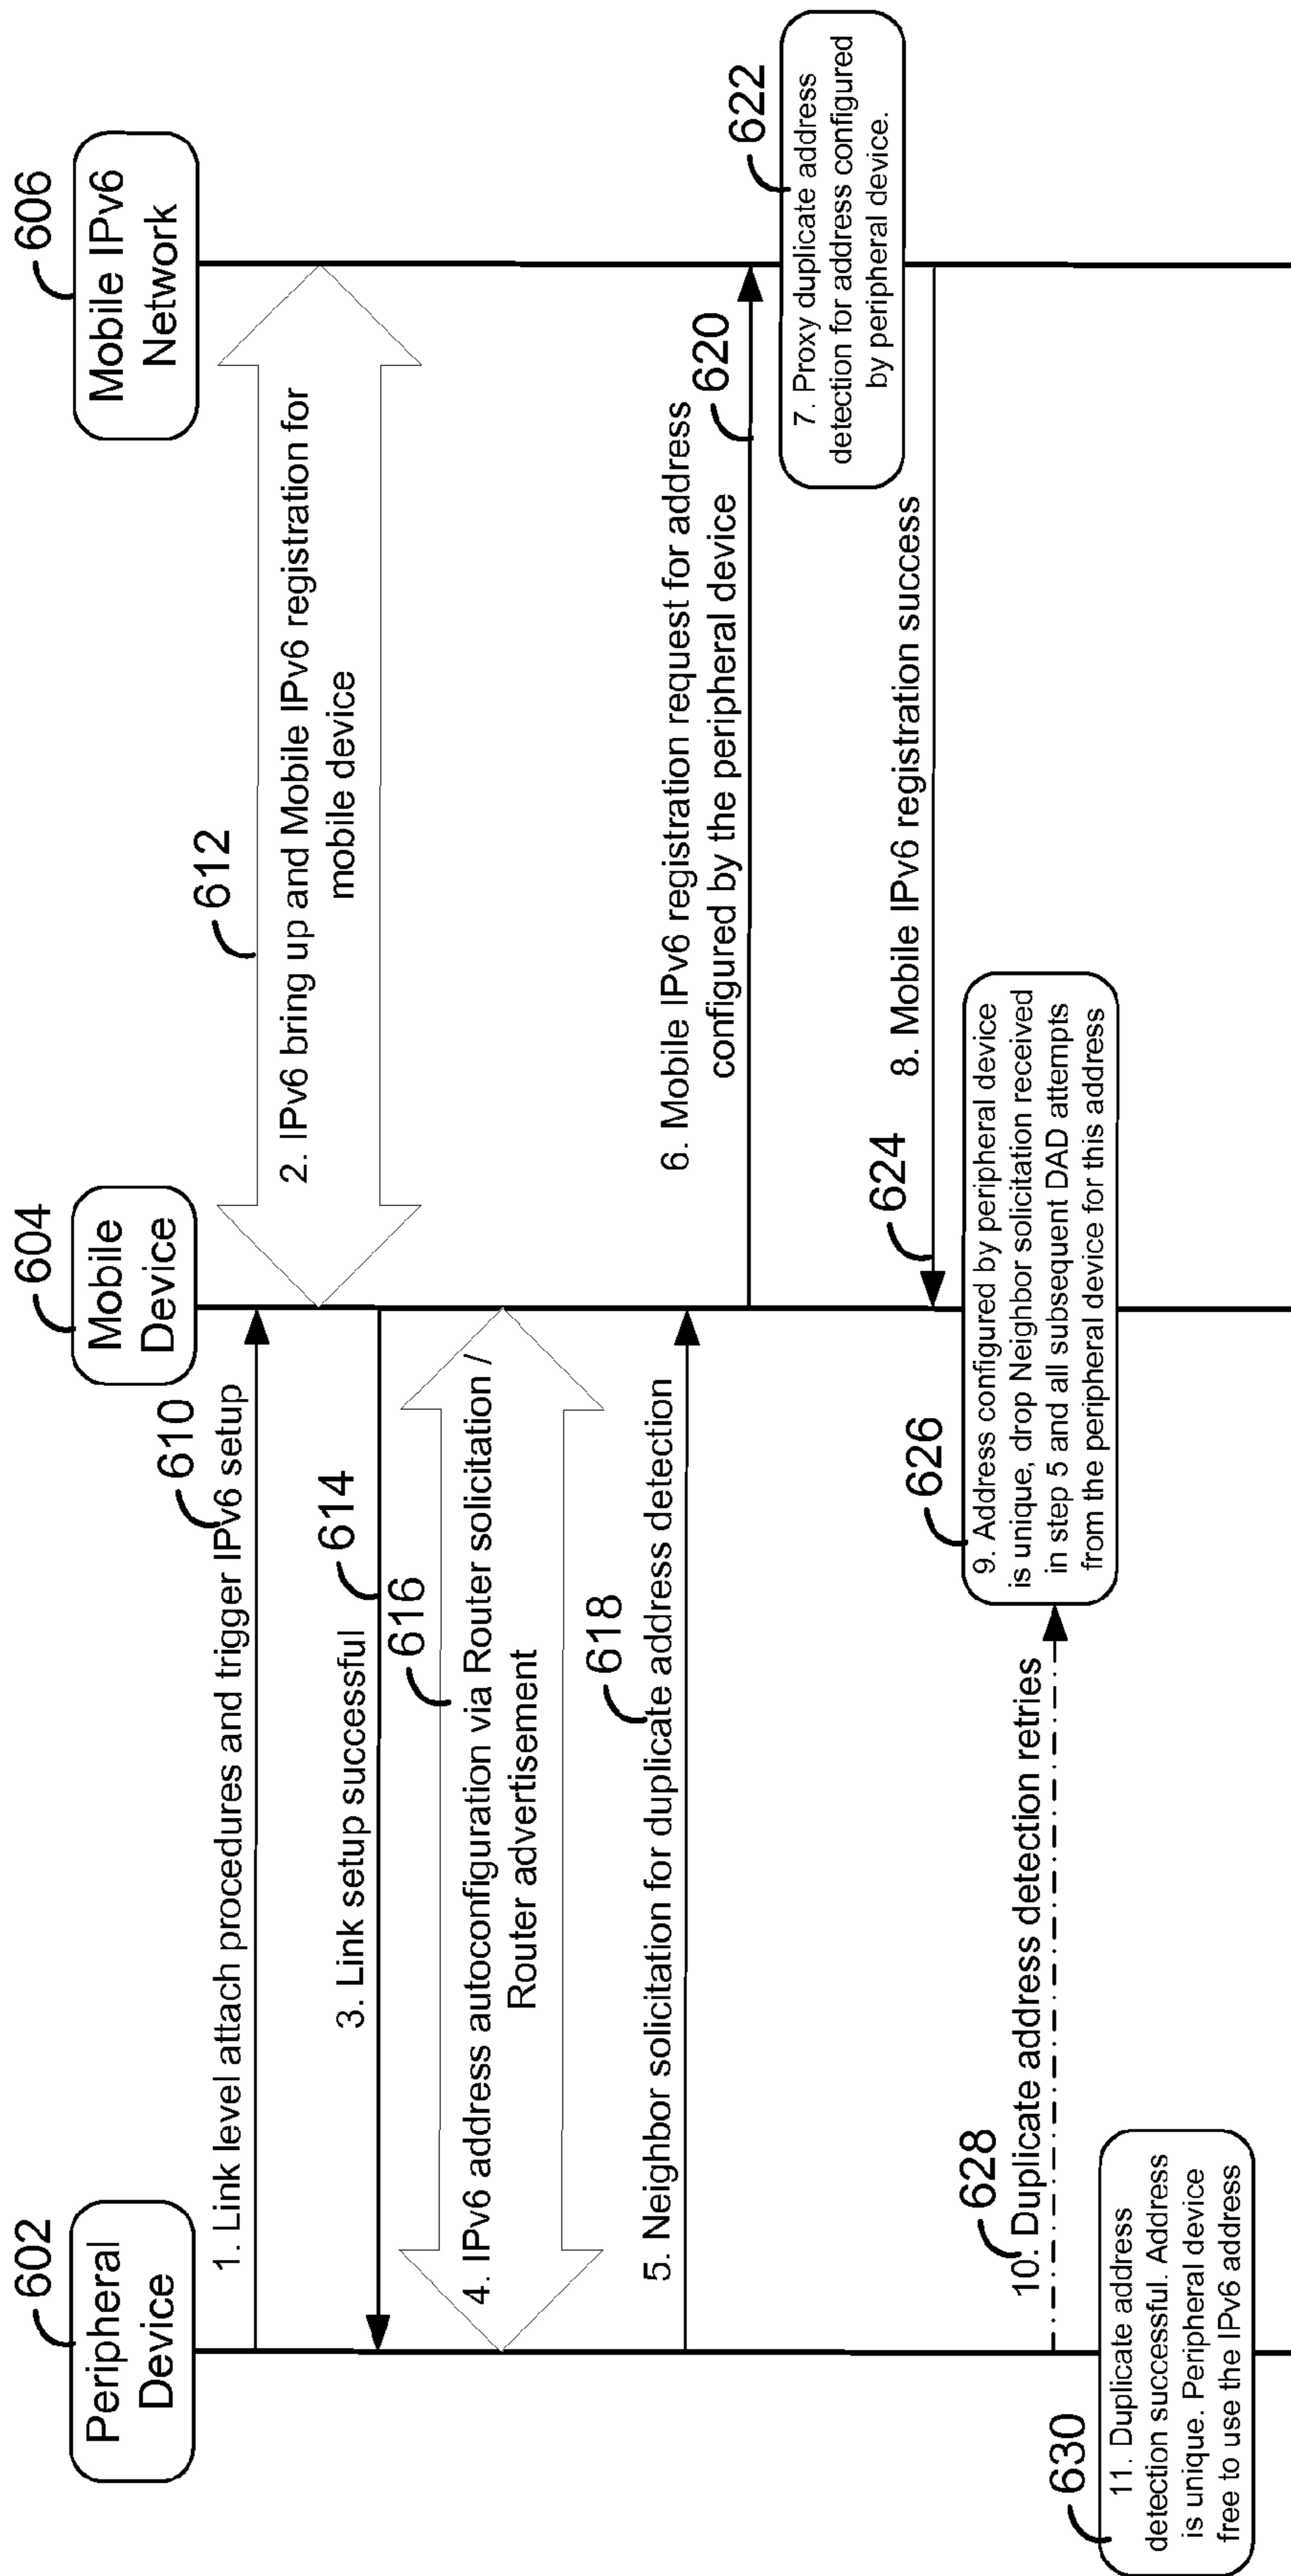 602
Peripheral
Device
604
Mobile
Device
606
Mobile IPv6
Network
610
1. Link level attach procedures and trigger IPv6 setup
612
2. IPv6 bring up and Mobile IPv6 registration for
mobile device
614
3. Link setup successful
616
4. IPv6 address autoconfiguration via Router solicitation /
Router advertisement
618
5. Neighbor solicitation for duplicate address detection
6. Mobile IPv6 registration request for address
configured by the peripheral device
620
622
7. Proxy duplicate address
detection for address configured
by peripheral device.
8. Mobile IPv6 registration success
624
626
9. Address configured by peripheral device
is unique, drop Neighbor solicitation received
in step 5 and all subsequent DAD attempts
from the peripheral device for this address
628
10. Duplicate address detection retries
630
11. Duplicate address
detection successful. Address
is unique. Peripheral device
free to use the IPv6 address